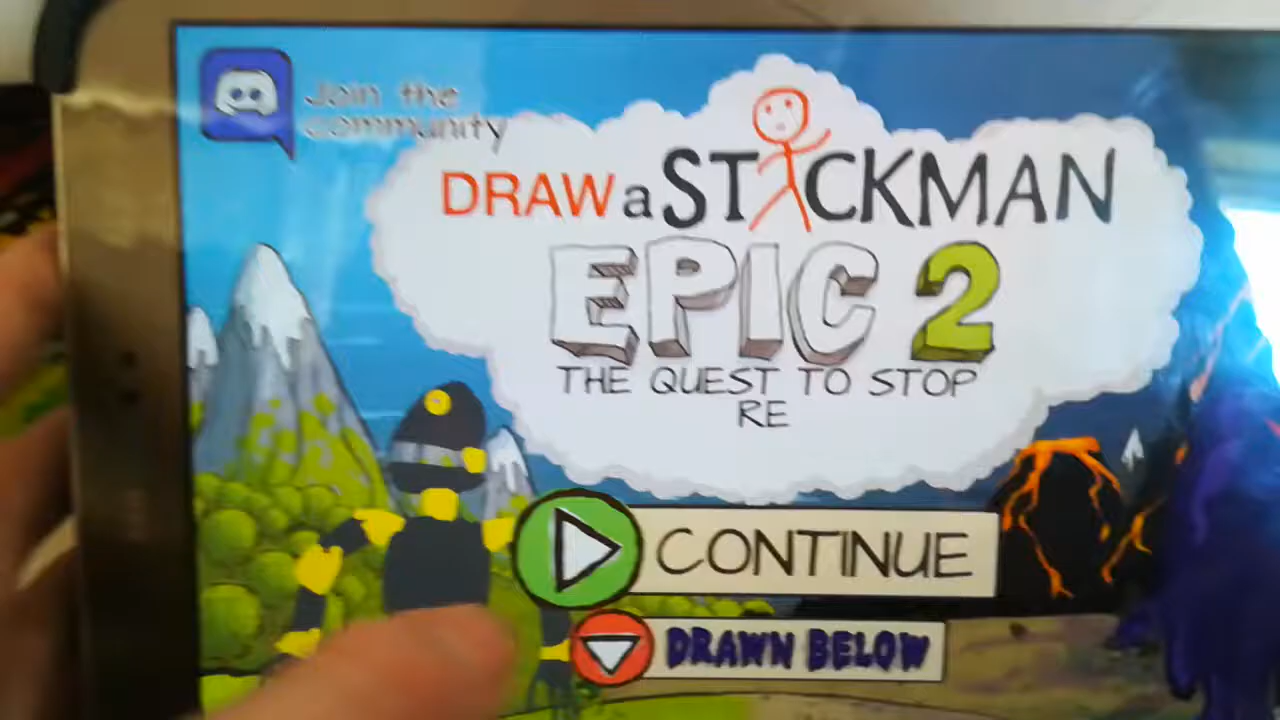 Join the
community
DRAW a STICKMAN
EPIC 2
THE QUEST TO STOP
RE
CONTINUE
DRAWN BELOW